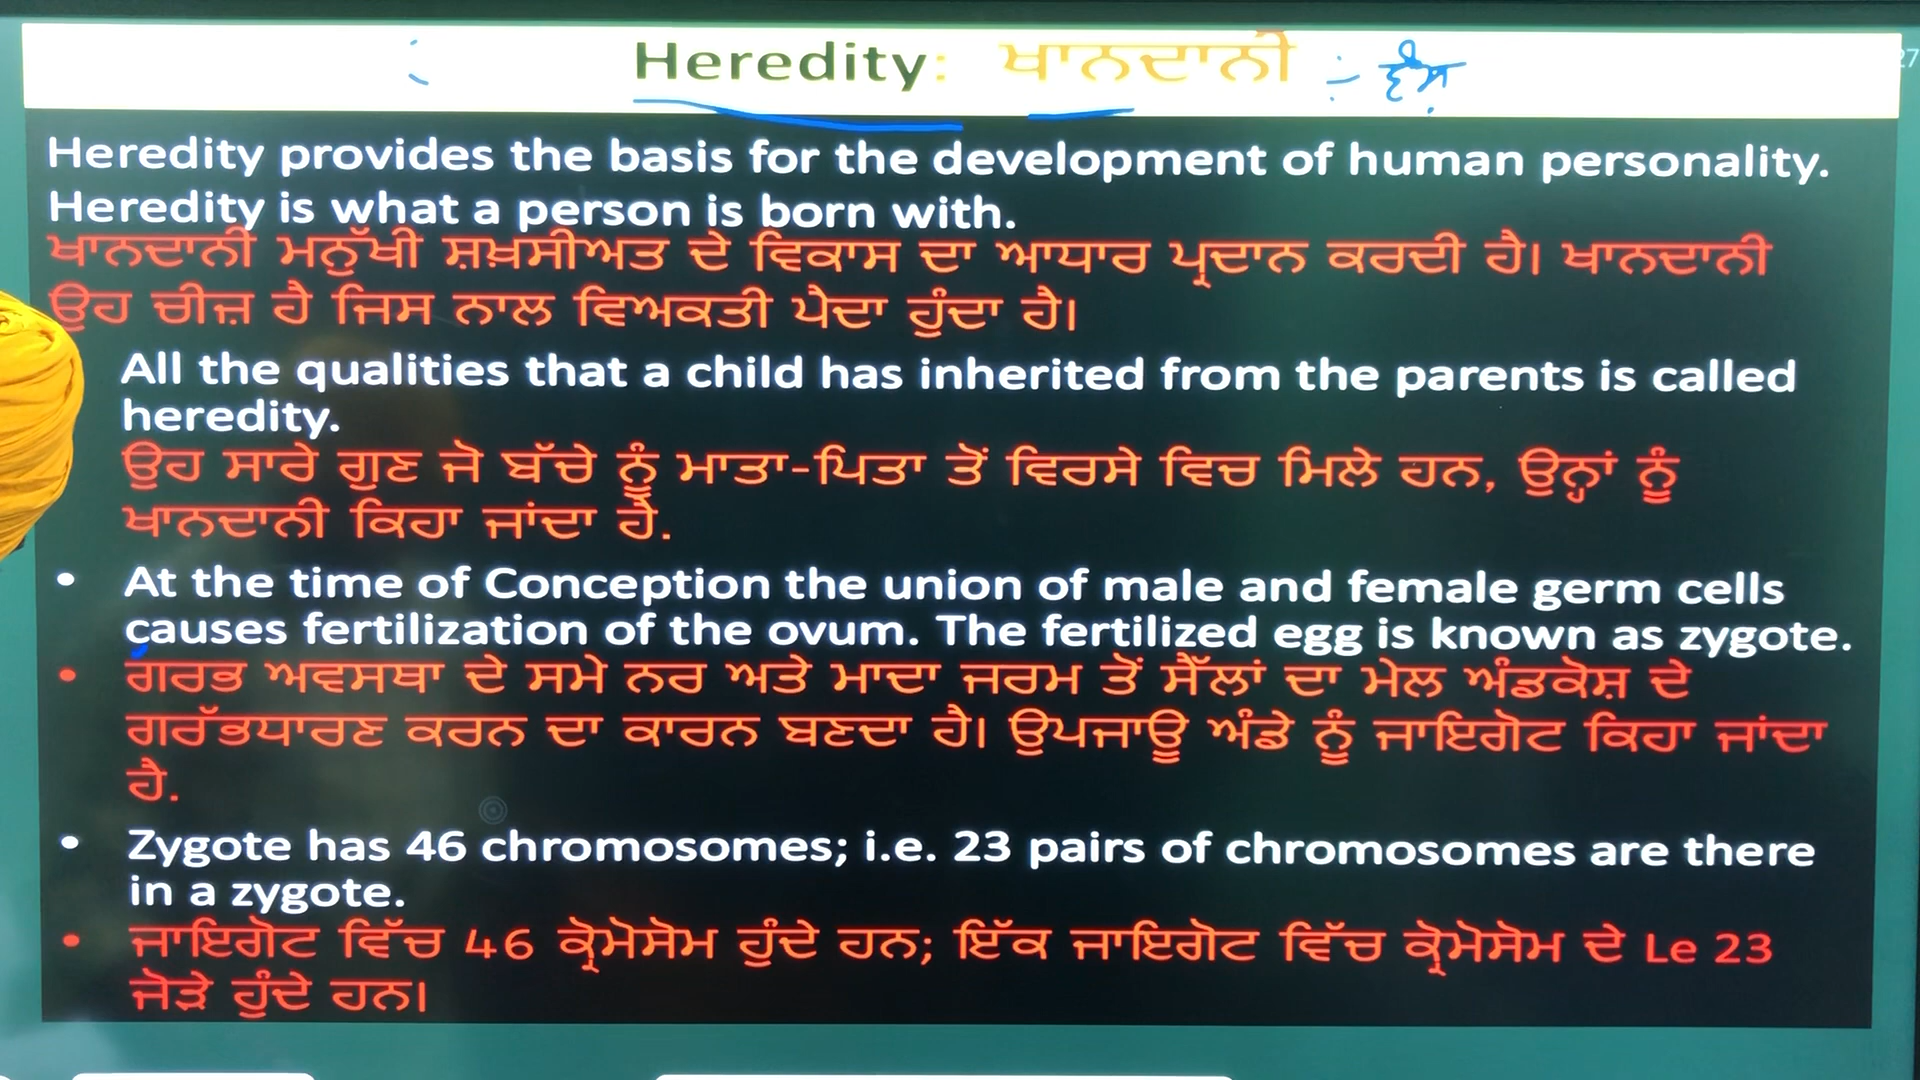 Heredity: ਖਾਨਦਾਨੀ :- ਵੰਸ਼
27
Heredity provides the basis for the development of human personality.
Heredity is what a person is born with.
ਖਾਨਦਾਨੀ ਮਨੁੱਖੀ ਸ਼ਖ਼ਸੀਅਤ ਦੇ ਵਿਕਾਸ ਦਾ ਆਧਾਰ ਪ੍ਰਦਾਨ ਕਰਦੀ ਹੈ। ਖਾਨਦਾਨੀ
ਉਹ ਚੀਜ਼ ਹੈ ਜਿਸ ਨਾਲ ਵਿਅਕਤੀ ਪੈਦਾ ਹੁੰਦਾ ਹੈ।
All the qualities that a child has inherited from the parents is called
heredity.
ਉਹ ਸਾਰੇ ਗੁਣ ਜੋ ਬੱਚੇ ਨੂੰ ਮਾਤਾ-ਪਿਤਾ ਤੋਂ ਵਿਰਸੇ ਵਿਚ ਮਿਲੇ ਹਨ, ਉਨ੍ਹਾਂ ਨੂੰ
ਖਾਨਦਾਨੀ ਕਿਹਾ ਜਾਂਦਾ ਹੈ.
• At the time of Conception the union of male and female germ cells
causes fertilization of the ovum. The fertilized egg is known as zygote.
• ਗਰਭ ਅਵਸਥਾ ਦੇ ਸਮੇ ਨਰ ਅਤੇ ਮਾਦਾ ਜਰਮ ਤੋਂ ਸੈੱਲਾਂ ਦਾ ਮੇਲ ਅੰਡਕੋਸ਼ ਦੇ
ਗਰੱਭਧਾਰਣ ਕਰਨ ਦਾ ਕਾਰਨ ਬਣਦਾ ਹੈ। ਉਪਜਾਊ ਅੰਡੇ ਨੂੰ ਜਾਇਗੋਟ ਕਿਹਾ ਜਾਂਦਾ
ਹੈ.
• Zygote has 46 chromosomes; i.e. 23 pairs of chromosomes are there
in a zygote.
• ਜਾਇਗੋਟ ਵਿੱਚ 46 ਕ੍ਰੋਮੋਸੋਮ ਹੁੰਦੇ ਹਨ; ਇੱਕ ਜਾਇਗੋਟ ਵਿੱਚ ਕ੍ਰੋਮੋਸੋਮ ਦੇ Le 23
ਜੋੜੇ ਹੁੰਦੇ ਹਨ।